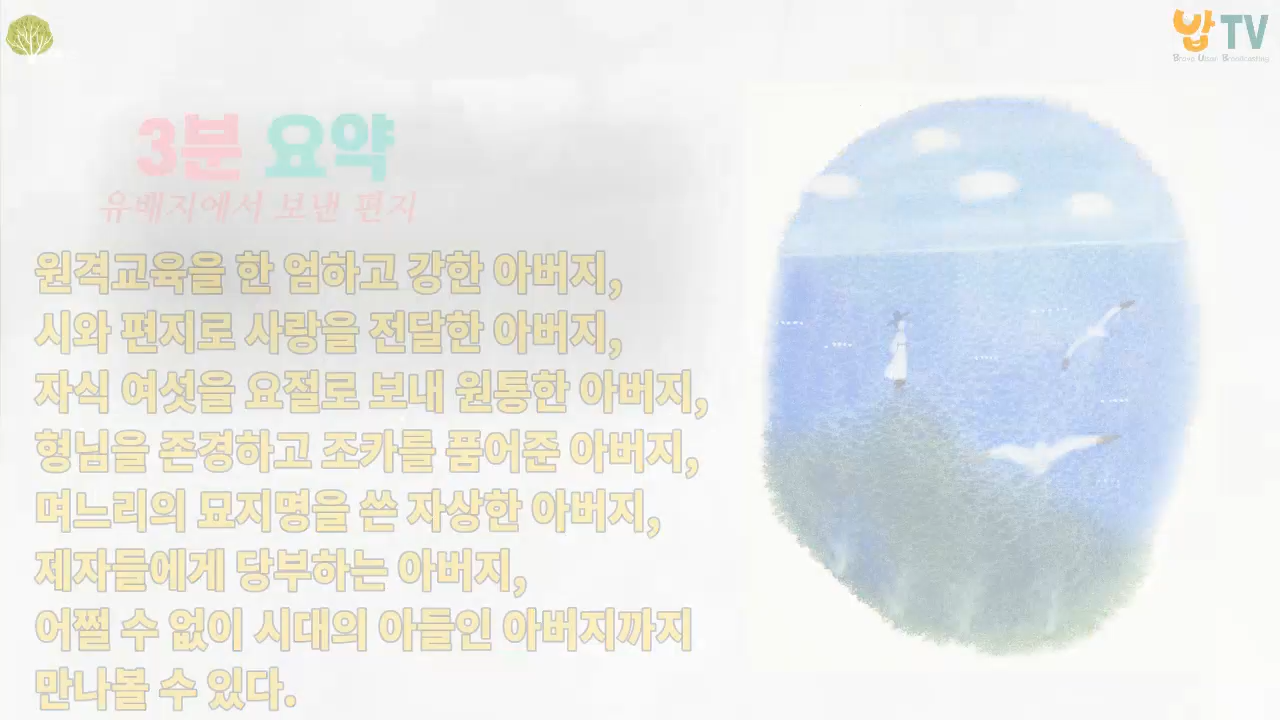 밥 TV
Brave Ulsan Broadcasting
3분 요약
유배지에서 보낸 편지
원격교육을 한 엄하고 강한 아버지,
시와 편지로 사랑을 전달한 아버지,
자식 여섯을 요절로 보내 원통한 아버지,
형님을 존경하고 조카를 품어준 아버지,
며느리의 묘지명을 쓴 자상한 아버지,
제자들에게 당부하는 아버지,
어쩔 수 없이 시대의 아들인 아버지까지
만나볼 수 있다.